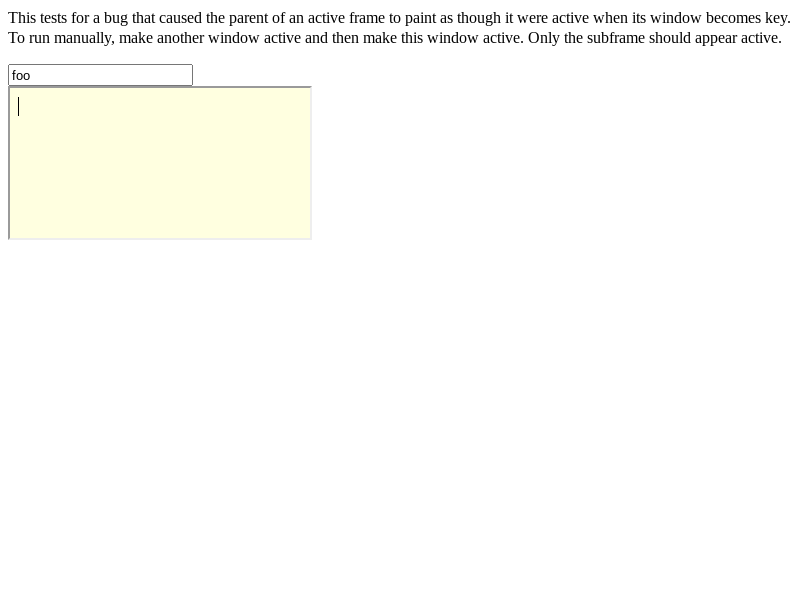 This tests for a bug that caused the parent of an active frame to paint as though it were active when its window becomes key.
To run manually, make another window active and then make this window active. Only the subframe should appear active.
foo